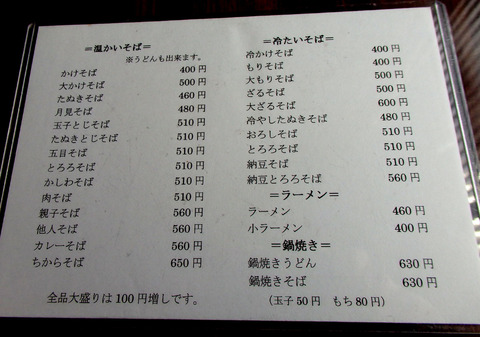 ＝温かいそば＝
※うどんも出来ます。
かけそば 400円
大かけそば 500円
たぬきそば 460円
月見そば 480円
玉子とじそば 510円
たぬきとじそば 510円
五目そば 510円
とろろそば 510円
かしわそば 510円
肉そば 510円
親子そば 560円
他人そば 560円
カレーそば 560円
ちからそば 650円
全品大盛りは100円増しです。
＝冷たいそば＝
冷かけそば 400円
もりそば 400円
大もりそば 500円
ざるそば 500円
大ざるそば 600円
冷やしたぬきそば 480円
おろしそば 510円
とろろそば 510円
納豆そば 510円
納豆とろろそば 560円
＝ラーメン＝
ラーメン 460円
小ラーメン 400円
＝鍋焼き＝
鍋焼きうどん 630円
鍋焼きそば 630円
（玉子50円 もち80円）